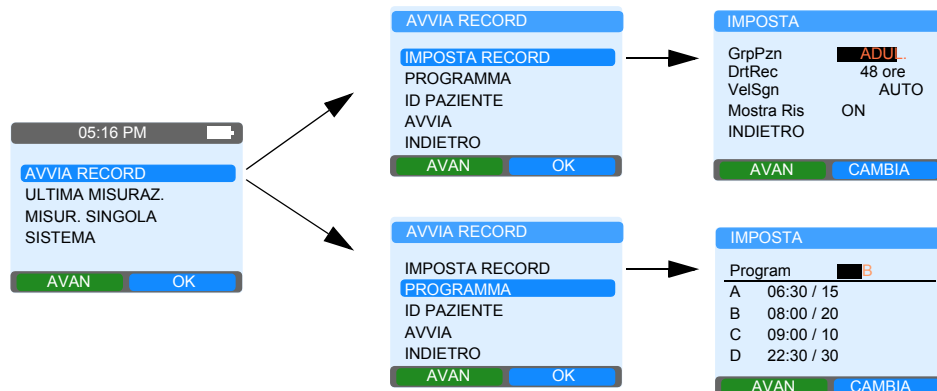 05:16 PM
AVVIA RECORD
ULTIMA MISURAZ.
MISUR. SINGOLA
SISTEMA
AVAN OK
AVVIA RECORD
IMPOSTA RECORD
PROGRAMMA
ID PAZIENTE
AVVIA
INDIETRO
AVAN OK
IMPOSTA
GrpPzn ADUL.
DrtRec 48 ore
VelSgn AUTO
Mostra Ris ON
INDIETRO
AVAN CAMBIA
AVVIA RECORD
IMPOSTA RECORD
PROGRAMMA
ID PAZIENTE
AVVIA
INDIETRO
AVAN OK
IMPOSTA
Program B
A 06:30 / 15
B 08:00 / 20
C 09:00 / 10
D 22:30 / 30
AVAN CAMBIA